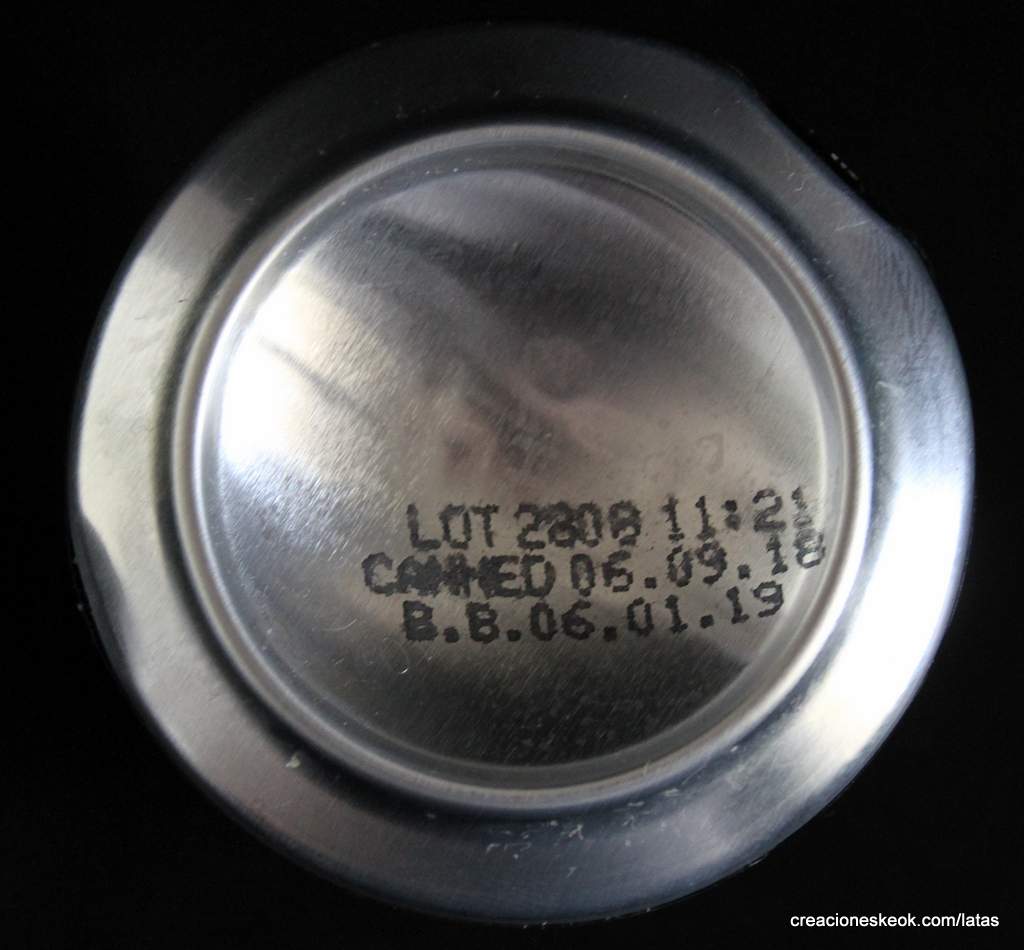 LOT 2808 11:21
CANNED 06.09.18
B.B.06.01.19
creacioneskeok.com/latas